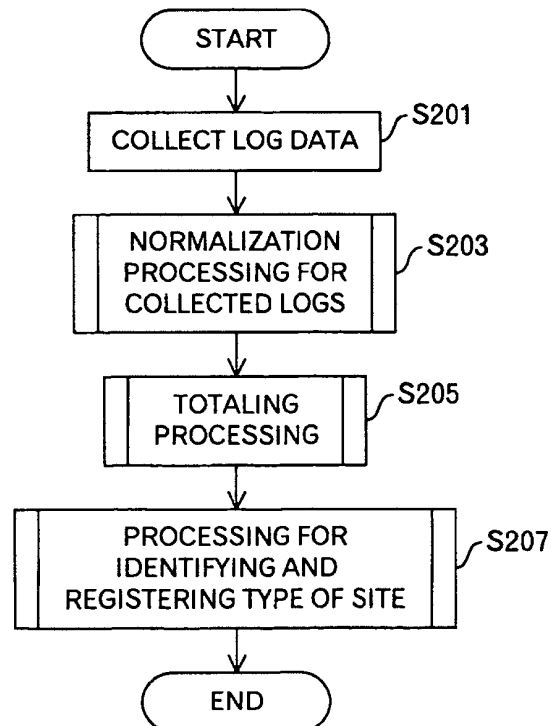 START
COLLECT LOG DATA
S201
NORMALIZATION
PROCESSING FOR
COLLECTED LOGS
S203
TOTALING
PROCESSING
S205
PROCESSING FOR
IDENTIFYING AND
REGISTERING TYPE OF SITE
S207
END